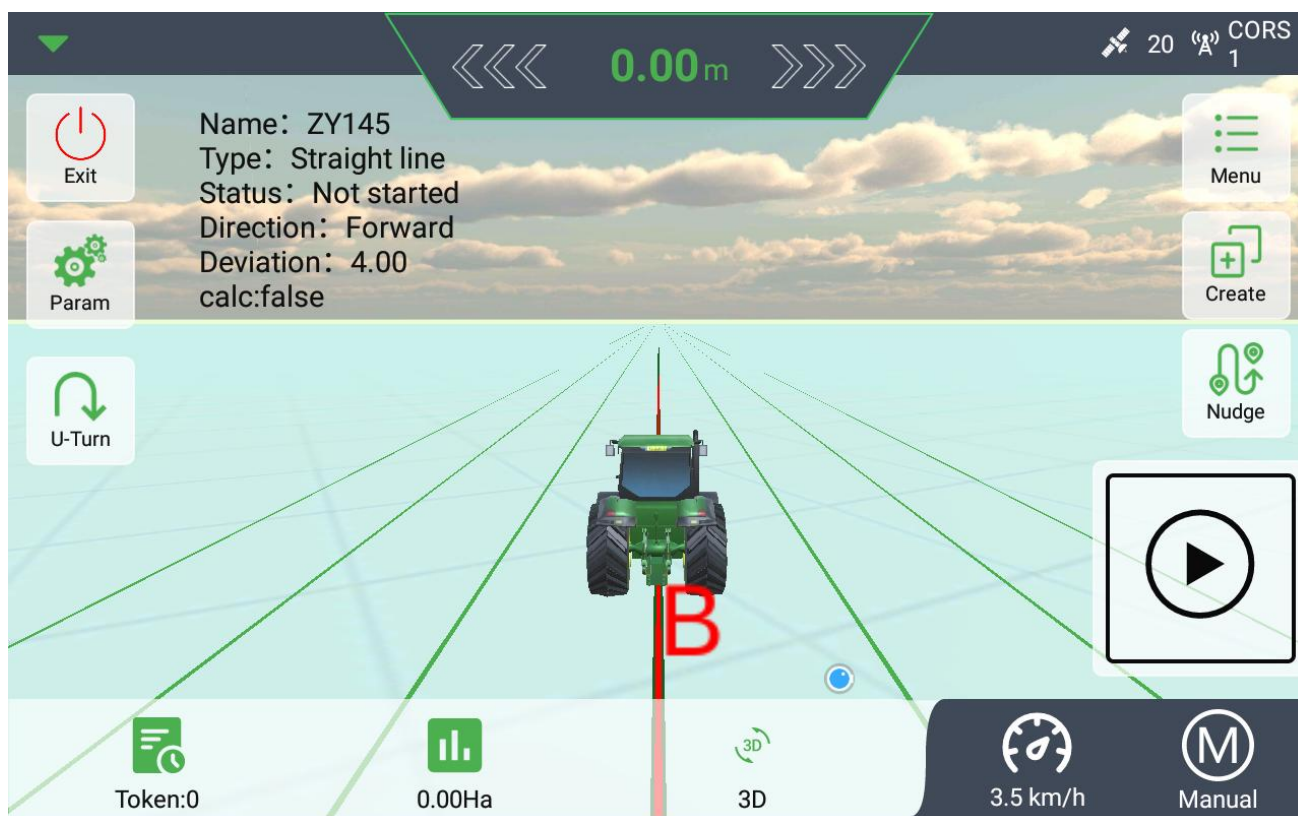 0.00 m
20
CORS
1
Exit
Name：ZY145
Type：Straight line
Status：Not started
Direction：Forward
Deviation：4.00
calc:false
Menu
Param
Create
U-Turn
Nudge
B
Token:0
0.00Ha
3D
3D
3.5 km/h
M
Manual